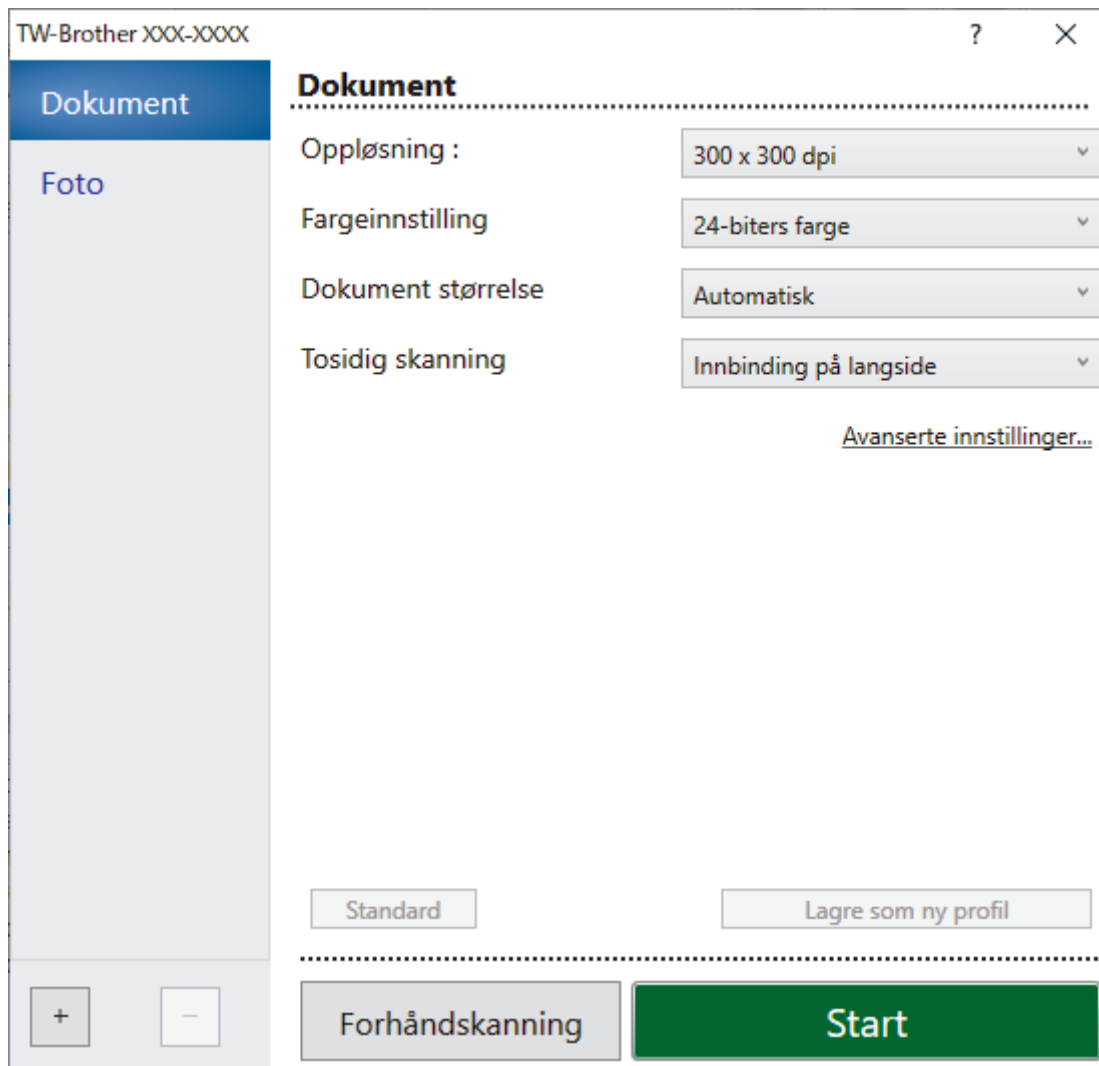 TW-Brother XXX-XXXX
?
Dokument
Foto
Dokument
Oppløsning :
300 x 300 dpi
Fargeinnstilling
24-biters farge
Dokument størrelse
Automatisk
Tosidig skanning
Innbinding på langside
Avanserte innstillinger...
Standard
Lagre som ny profil
+
−
Forhåndskanning
Start